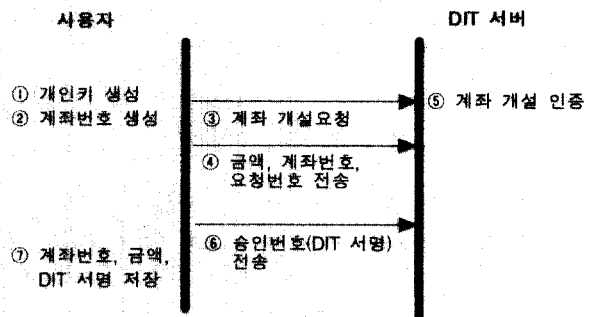 사용자
DIT 서버
① 개인키 생성
② 계좌번호 생성
③ 계좌 개설요청
⑤ 계좌 개설 인증
④ 금액, 계좌번호,
요청번호 전송
⑥ 승인번호(DIT 서명)
전송
⑦ 계좌번호, 금액,
DIT 서명 저장